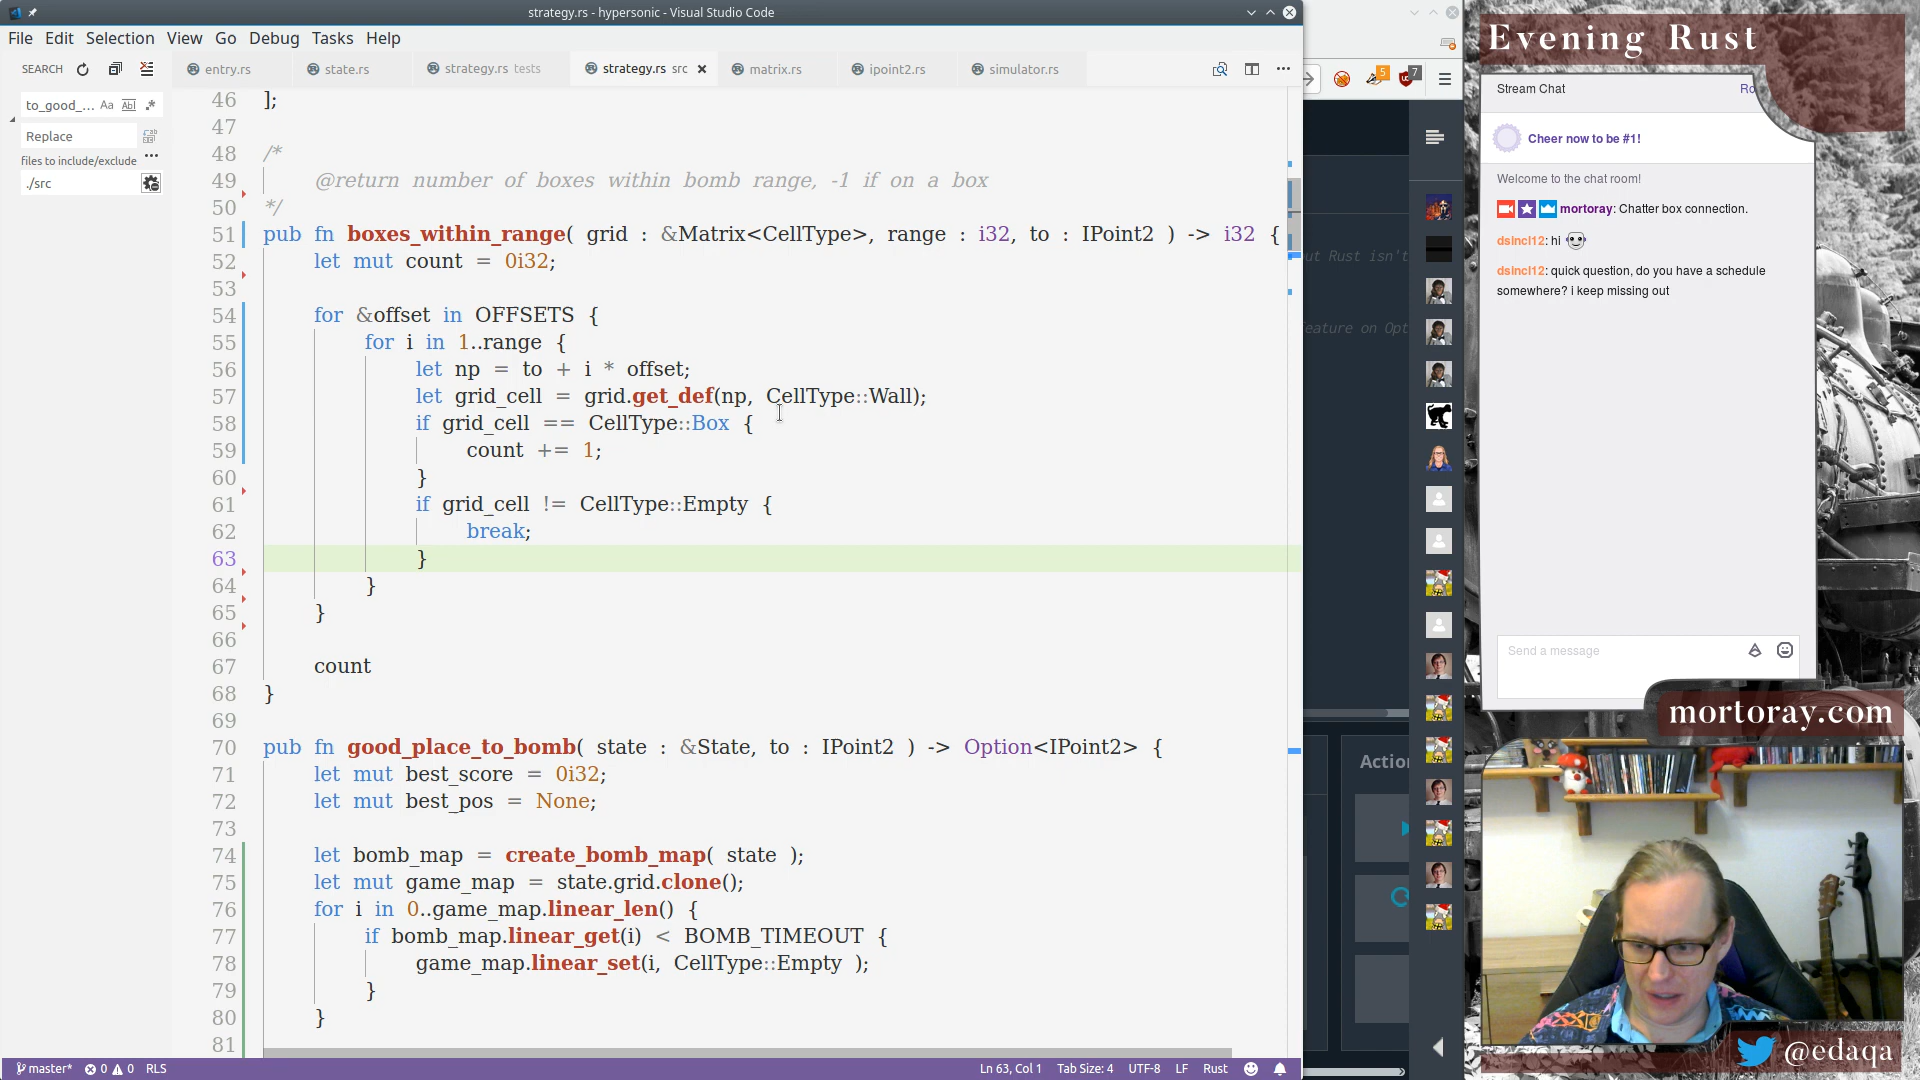 strategy.rs - hypersonic - Visual Studio Code
File Edit Selection View Go Debug Tasks Help
SEARCH
entry.rs
state.rs
strategy.rs tests
strategy.rs src
matrix.rs
ipoint2.rs
simulator.rs
to_good_...
Aa
Abl
Replace
files to include/exclude
./src
46 ];
47
48 /*
49 @return number of boxes within bomb range, -1 if on a box
50 */
51 pub fn boxes_within_range( grid : &Matrix<CellType>, range : i32, to : IPoint2 ) -> i32 {
52 let mut count = 0i32;
53
54 for &offset in OFFSETS {
55 for i in 1..range {
56 let np = to + i * offset;
57 let grid_cell = grid.get_def(np, CellType::Wall);
58 if grid_cell == CellType::Box {
59 count += 1;
60 }
61 if grid_cell != CellType::Empty {
62 break;
63 }
64 }
65 }
66
67 count
68 }
69
70 pub fn good_place_to_bomb( state : &State, to : IPoint2 ) -> Option<IPoint2> {
71 let mut best_score = 0i32;
72 let mut best_pos = None;
73
74 let bomb_map = create_bomb_map( state );
75 let mut game_map = state.grid.clone();
76 for i in 0..game_map.linear_len() {
77 if bomb_map.linear_get(i) < BOMB_TIMEOUT {
78 game_map.linear_set(i, CellType::Empty );
79 }
80 }
81
master* 0 0 RLS
Ln 63, Col 1 Tab Size: 4 UTF-8 LF Rust
5
7
out Rust isn't
feature on Opt
Action
Evening Rust
Stream Chat
Cheer now to be #1!
Welcome to the chat room!
mortoray: Chatter box connection.
dsincl12: hi
dsincl12: quick question, do you have a schedule
somewhere? i keep missing out
Send a message
mortoray.com
@edaqa